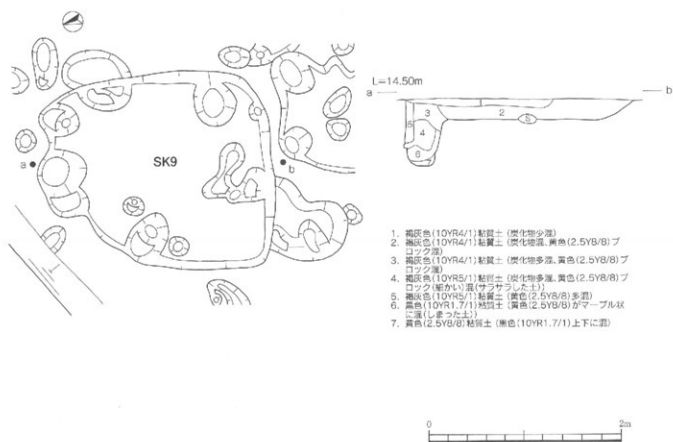 L=14.50m
a
b
3
2
S
5
4
6
7
SK9
a
b
1. 褐灰色(10YR4/1)粘質土(炭化物少混)
2. 褐灰色(10YR4/1)粘質土(炭化物混、黄色(2.5Y8/8)ブ
ロック混)
3. 褐灰色(10YR4/1)粘質土(炭化物多混、黄色(2.5Y8/8)ブ
ロック混)
4. 褐灰色(10YR5/1)粘質土(炭化物多混、黄色(2.5Y8/8)ブ
ロック(細かい)混(サラサラした土))
5. 褐灰色(10YR5/1)粘質土(黄色(2.5Y8/8)多混)
6. 黒色(10YR1.7/1)粘質土(黄色(2.5Y8/8)がマーブル状
に混(しまった土))
7. 黄色(2.5Y8/8)粘質土(黒色(10YR1.7/1)上下に混)
0
2m